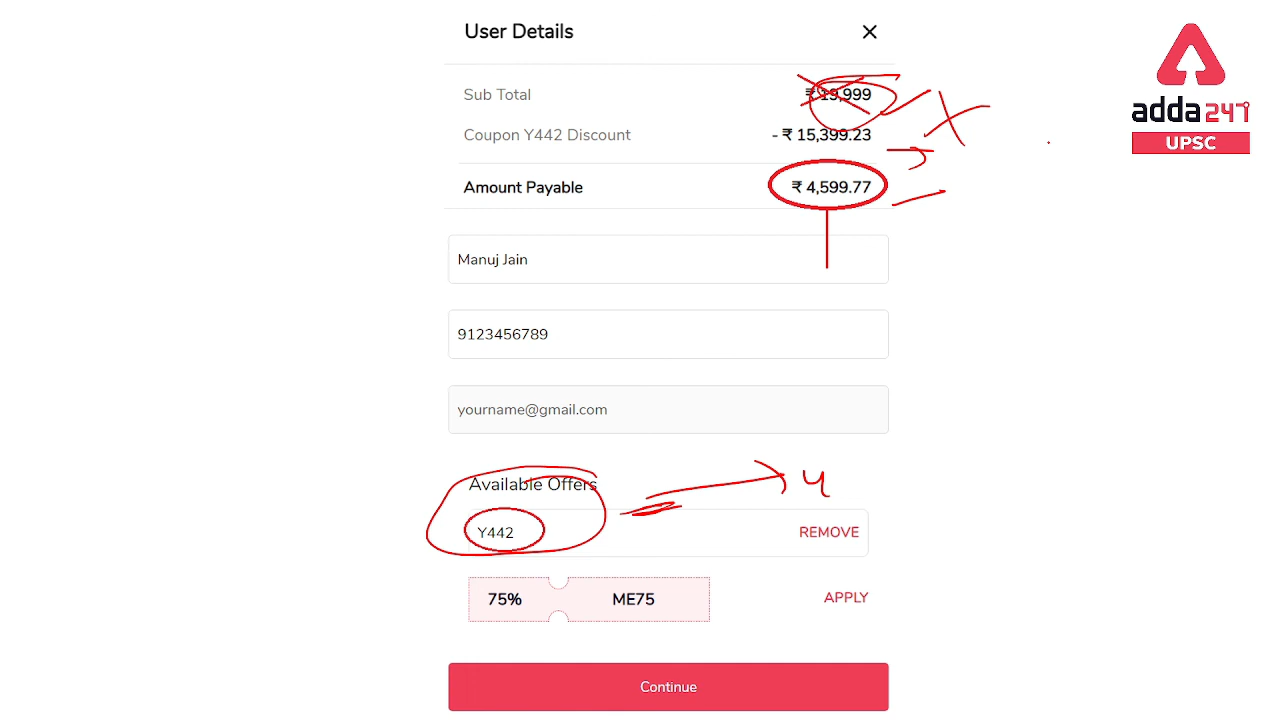 User Details
Sub Total ₹ 19,999
Coupon Y442 Discount - ₹ 15,399.23
Amount Payable ₹ 4,599.77
Manuj Jain
9123456789
yourname@gmail.com
Available Offers
Y442 REMOVE
75% ME75 APPLY
Continue
adda247
UPSC